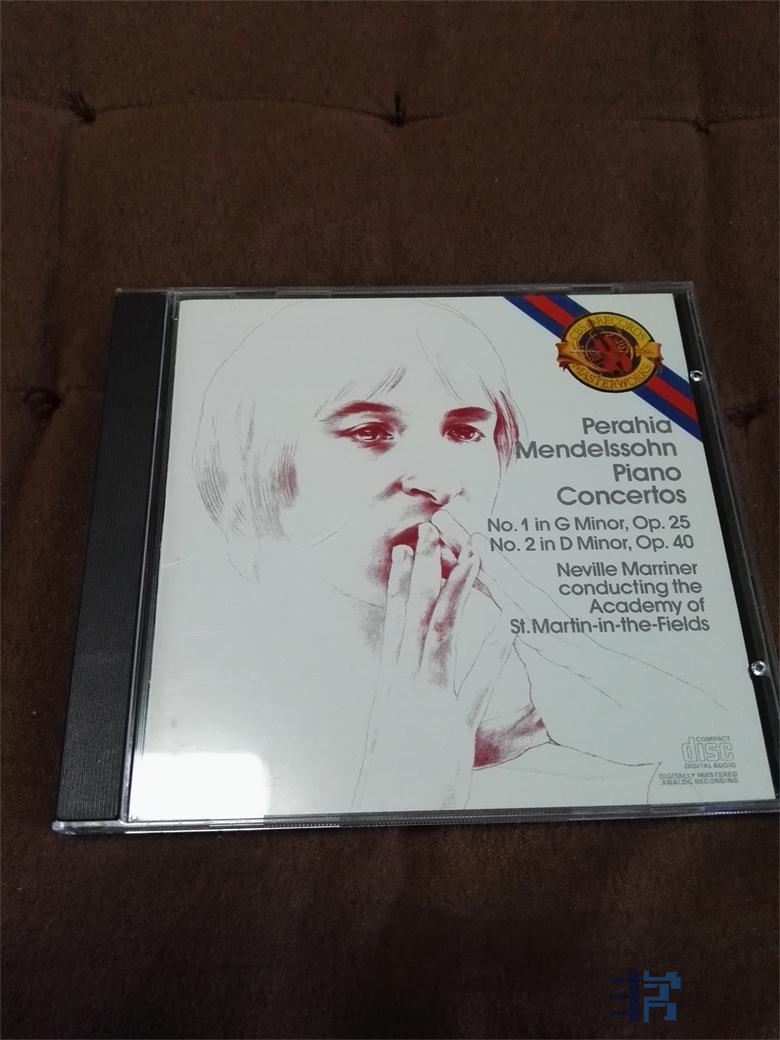 CBS RECORDS
MASTERWORKS
Perahia
Mendelssohn
Piano
Concertos
No. 1 in G Minor, Op. 25
No. 2 in D Minor, Op. 40
Neville Marriner
conducting the
Academy of
St. Martin-in-the-Fields
COMPACT
disc
DIGITAL AUDIO
DIGITALLY MASTERED
ANALOG RECORDING